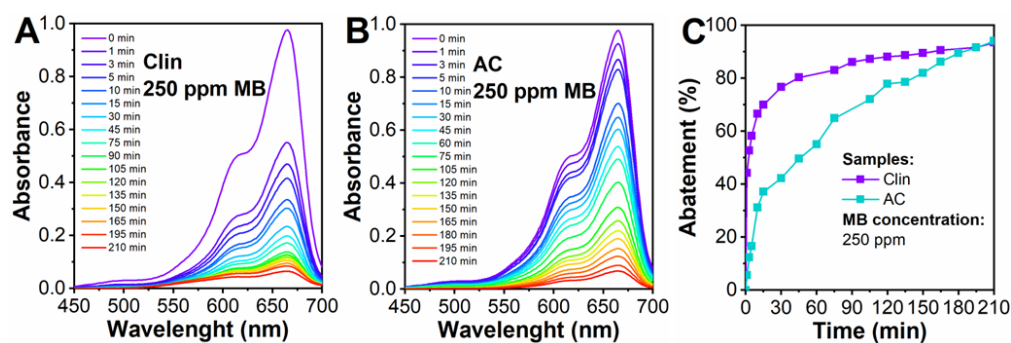 A
Clin
250 ppm MB
0 min
1 min
3 min
5 min
10 min
15 min
30 min
45 min
75 min
90 min
105 min
120 min
135 min
150 min
165 min
195 min
210 min
Absorbance
1.0
0.8
0.6
0.4
0.2
0.0
450 500 550 600 650 700
Wavelenght (nm)
B
AC
250 ppm MB
0 min
1 min
3 min
5 min
10 min
15 min
30 min
45 min
60 min
75 min
105 min
120 min
135 min
150 min
165 min
180 min
195 min
210 min
Absorbance
1.0
0.8
0.6
0.4
0.2
0.0
450 500 550 600 650 700
Wavelenght (nm)
C
Abatement (%)
100
80
60
40
20
0
Samples:
Clin
AC
MB concentration:
250 ppm
0 30 60 90 120 150 180 210
Time (min)